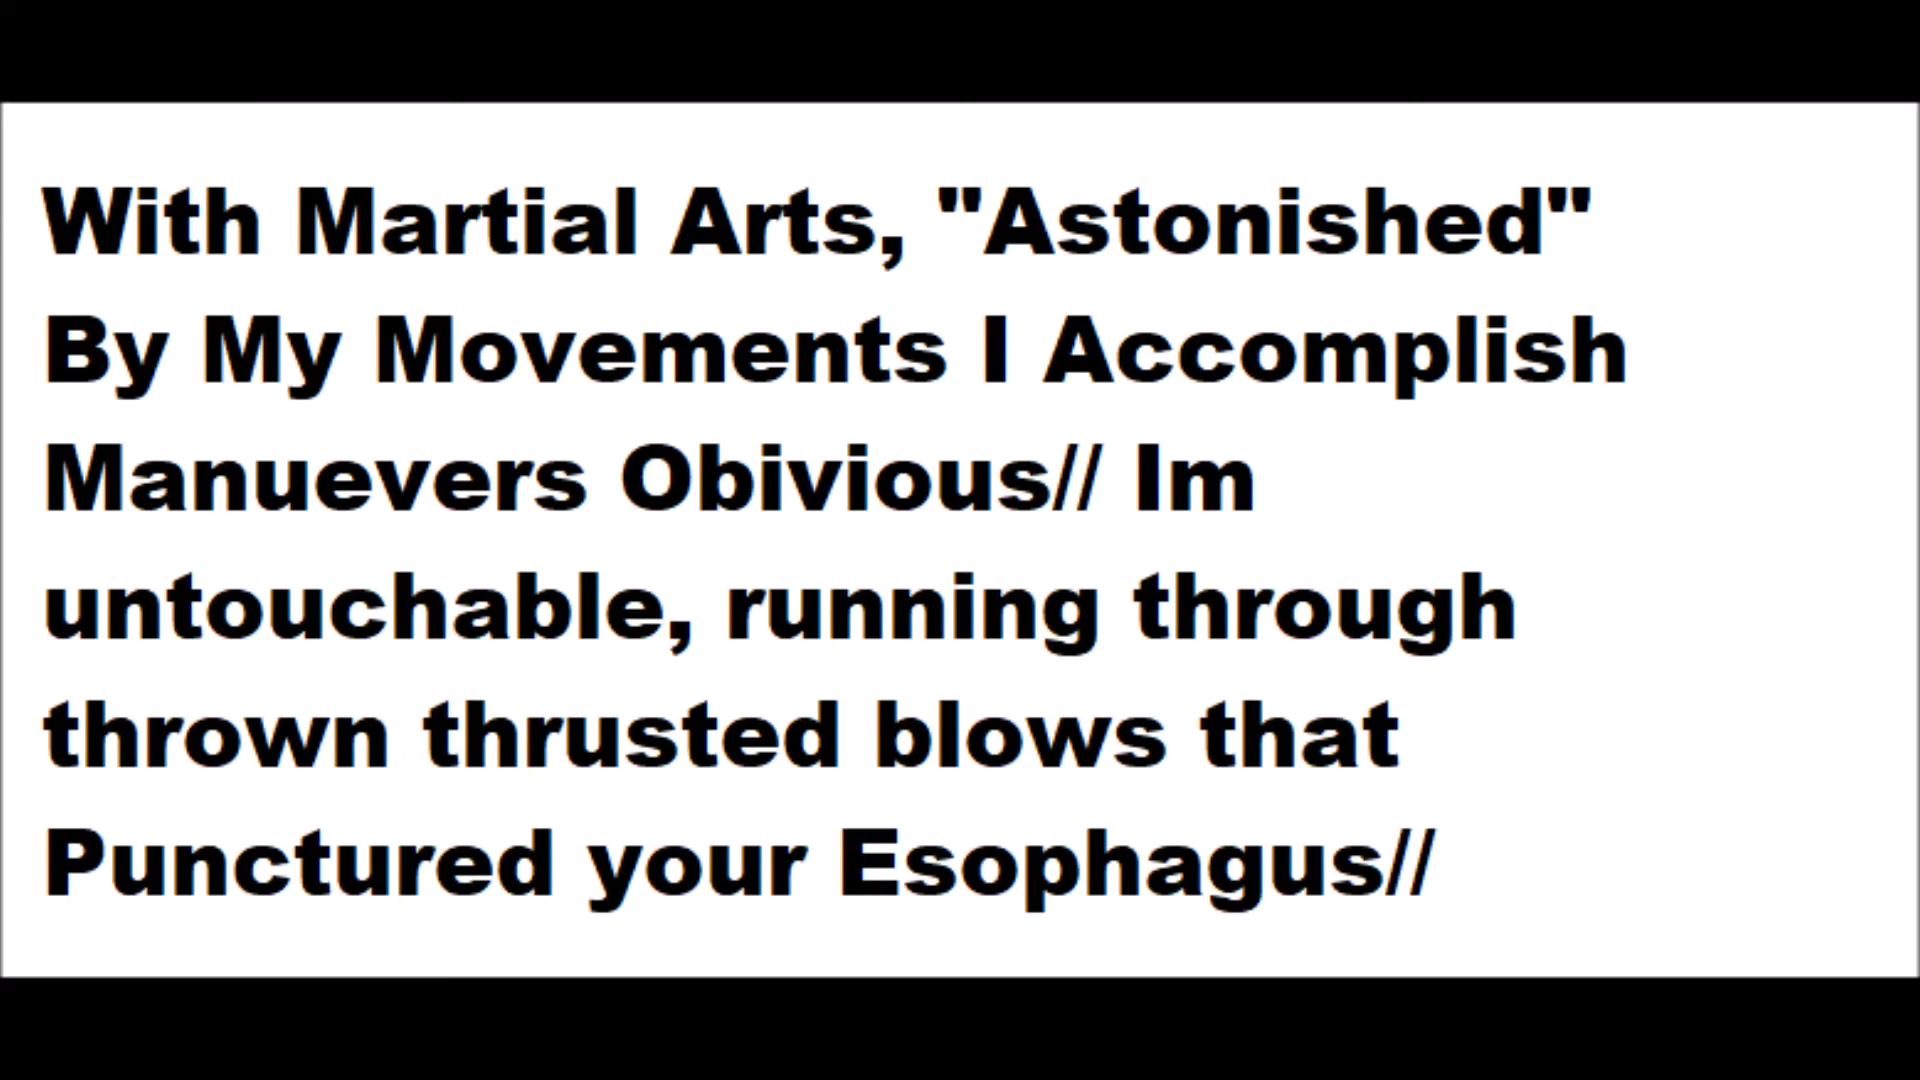 With Martial Arts, "Astonished"
By My Movements I Accomplish
Manuevers Obivious// Im
untouchable, running through
thrown thrusted blows that
Punctured your Esophagus//